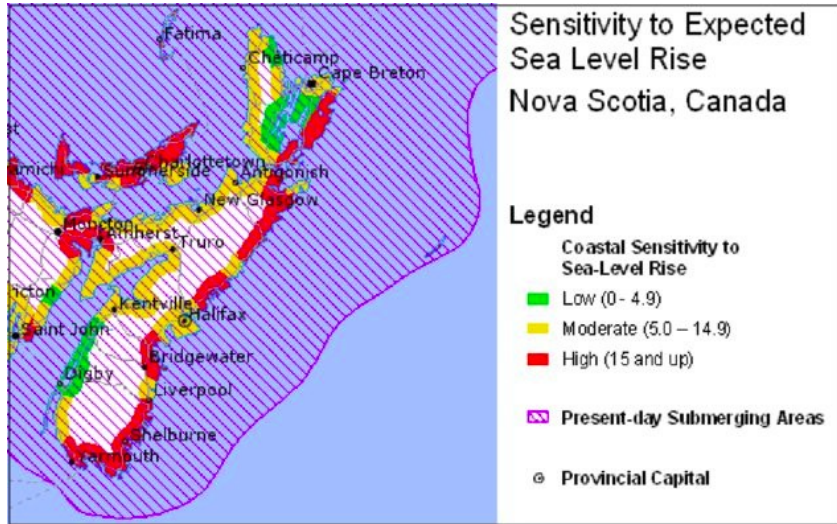 Sensitivity to Expected
Sea Level Rise
Nova Scotia, Canada
Legend
Coastal Sensitivity to
Sea-Level Rise
Low (0 - 4.9)
Moderate (5.0 – 14.9)
High (15 and up)
Present-day Submerging Areas
Provincial Capital
Fatima
Cheticamp
Cape Breton
Charlottetown
Summerside
Antigonish
New Glasgow
Moncton
Amherst
Truro
Kentville
Halifax
Saint John
Bridgewater
Digby
Liverpool
Shelburne
Yarmouth